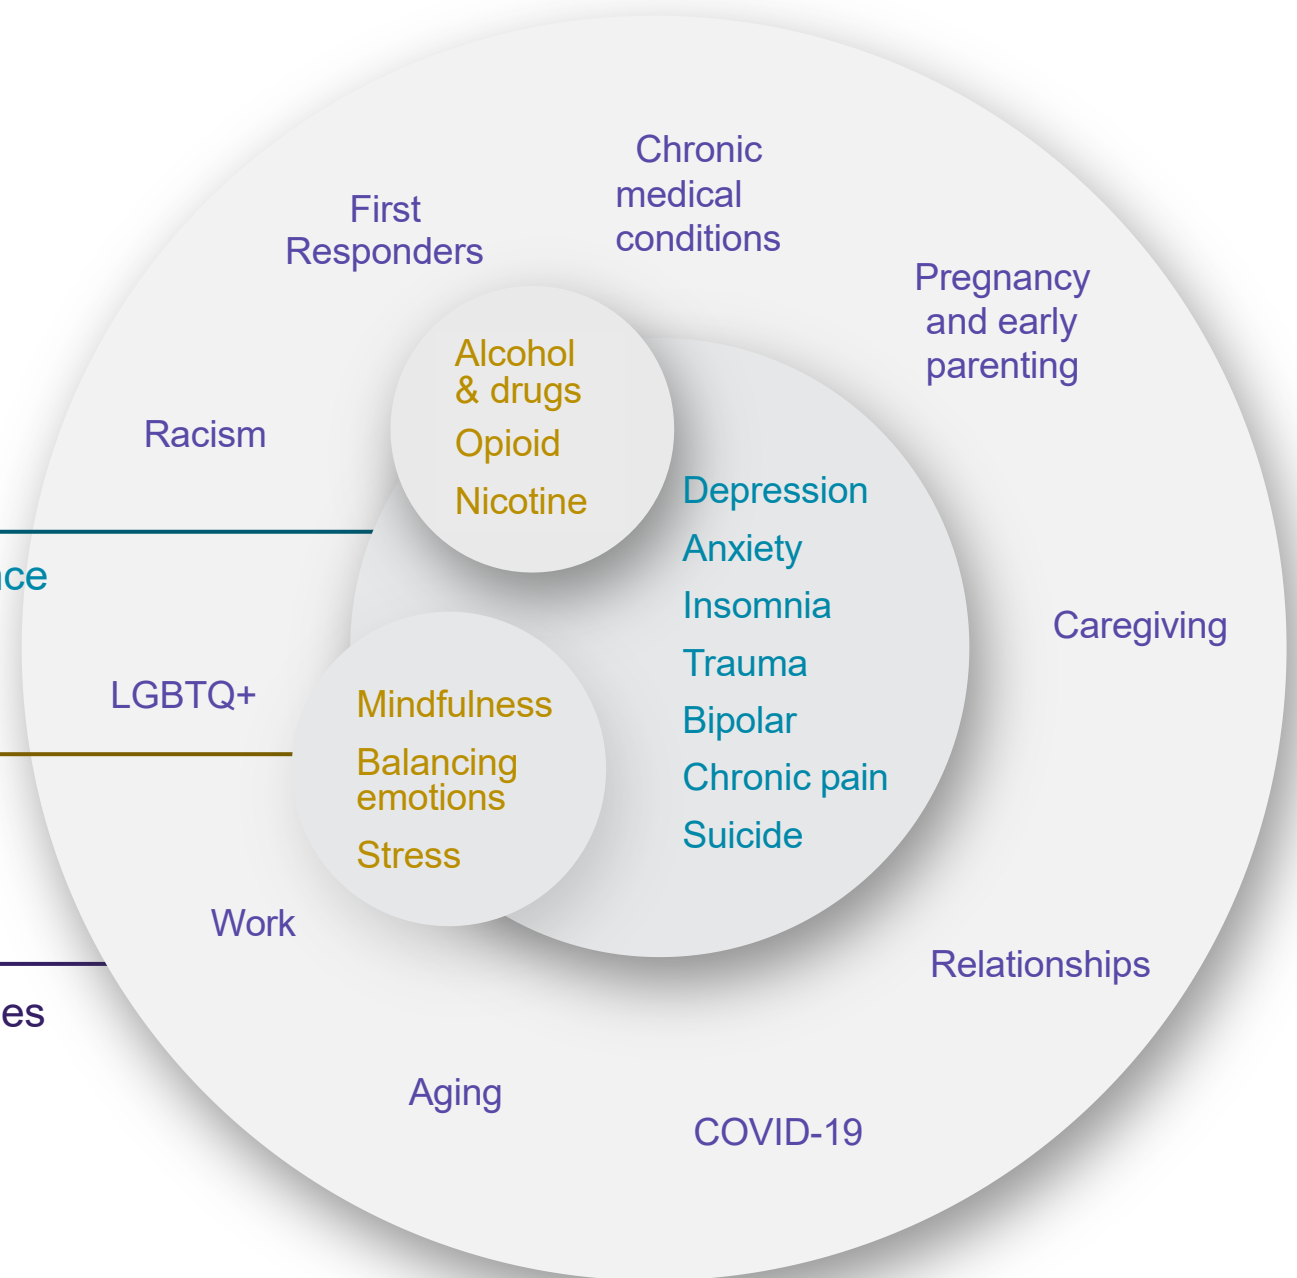 Chronic
medical
conditions
First
Responders
Pregnancy
and early
parenting
Alcohol
& drugs
Opioid
Nicotine
Racism
Depression
Anxiety
Insomnia
Trauma
Bipolar
Chronic pain
Suicide
nce
Caregiving
LGBTQ+
Mindfulness
Balancing
emotions
Stress
Work
Relationships
es
Aging
COVID-19